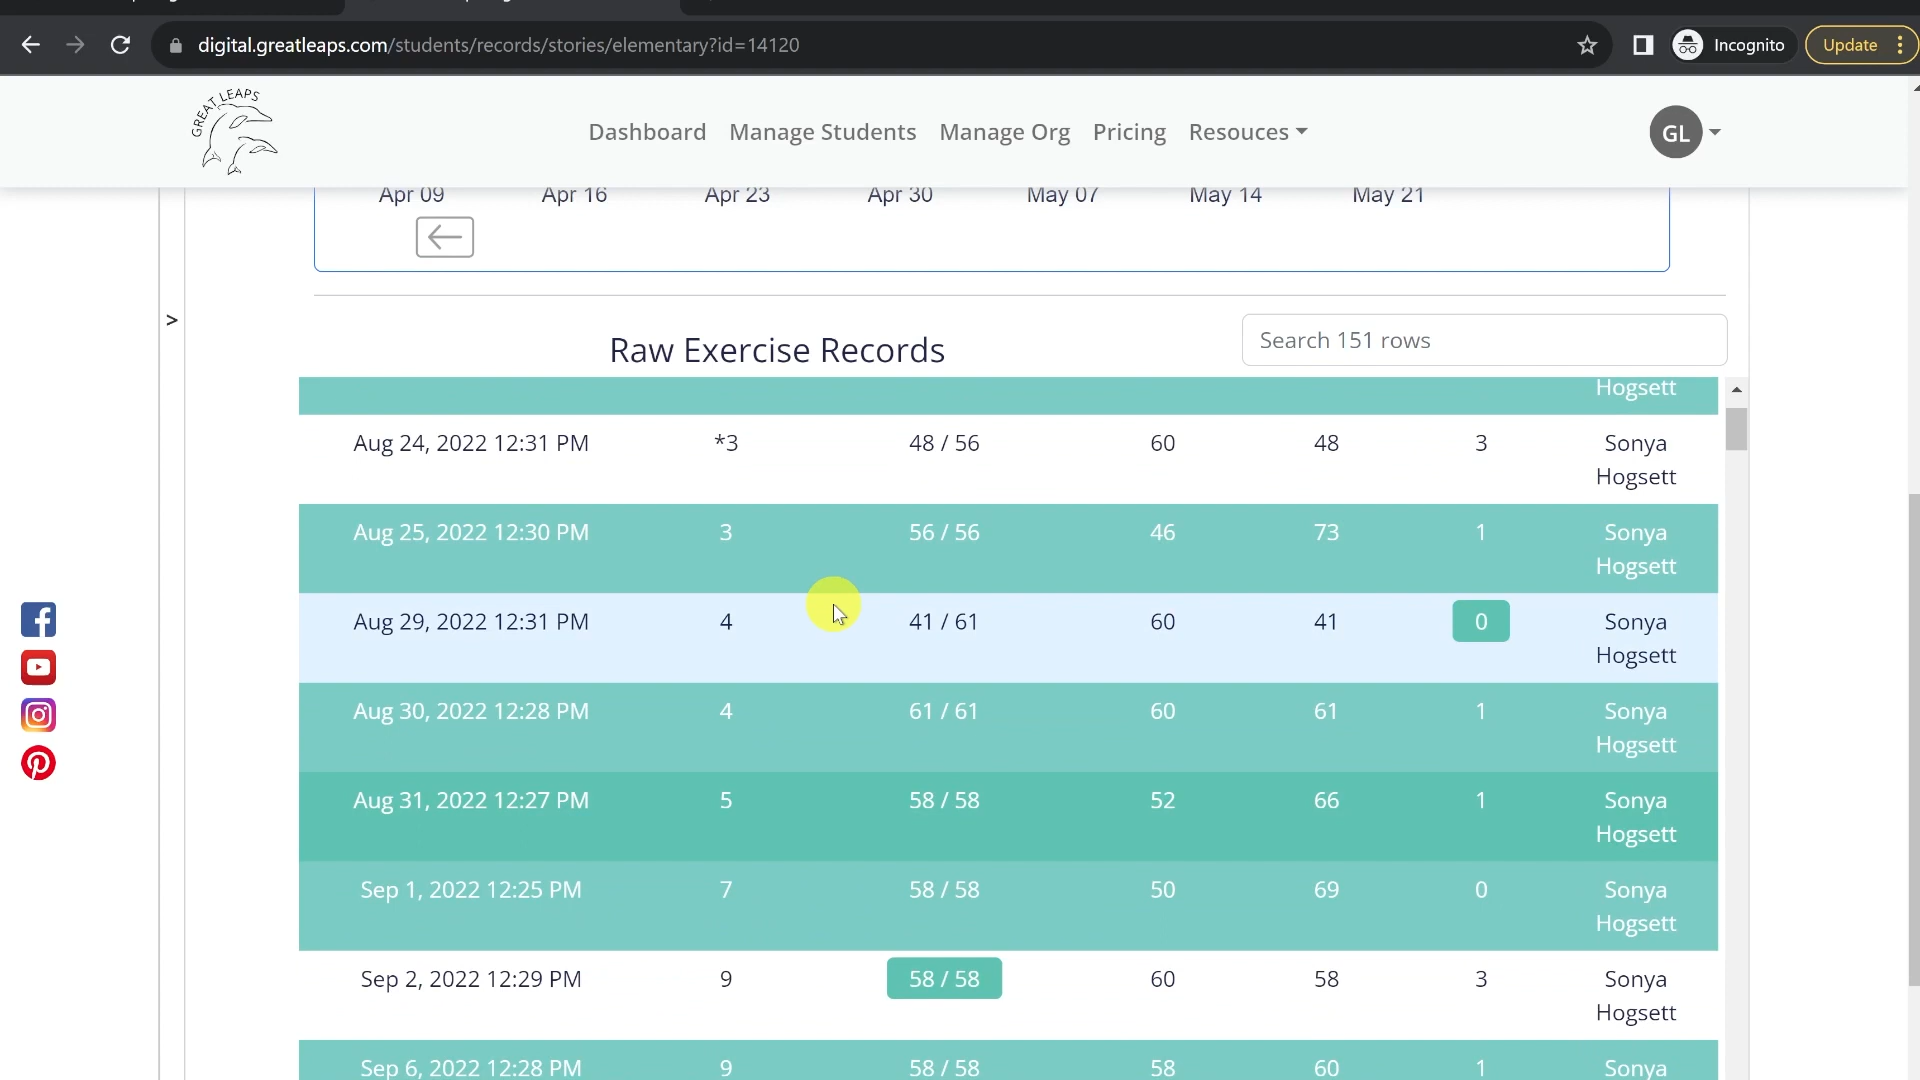 digital.greatleaps.com/students/records/stories/elementary?id=14120
Incognito
Update
GREAT LEAPS
Dashboard Manage Students Manage Org Pricing Resouces
GL
Apr 09 Apr 16 Apr 23 Apr 30 May 07 May 14 May 21
>
Raw Exercise Records
Search 151 rows
Hogsett
Aug 24, 2022 12:31 PM *3 48 / 56 60 48 3 Sonya
Hogsett
Aug 25, 2022 12:30 PM 3 56 / 56 46 73 1 Sonya
Hogsett
Aug 29, 2022 12:31 PM 4 41 / 61 60 41 0 Sonya
Hogsett
Aug 30, 2022 12:28 PM 4 61 / 61 60 61 1 Sonya
Hogsett
Aug 31, 2022 12:27 PM 5 58 / 58 52 66 1 Sonya
Hogsett
Sep 1, 2022 12:25 PM 7 58 / 58 50 69 0 Sonya
Hogsett
Sep 2, 2022 12:29 PM 9 58 / 58 60 58 3 Sonya
Hogsett
Sep 6, 2022 12:28 PM 9 58 / 58 58 60 1 Sonya